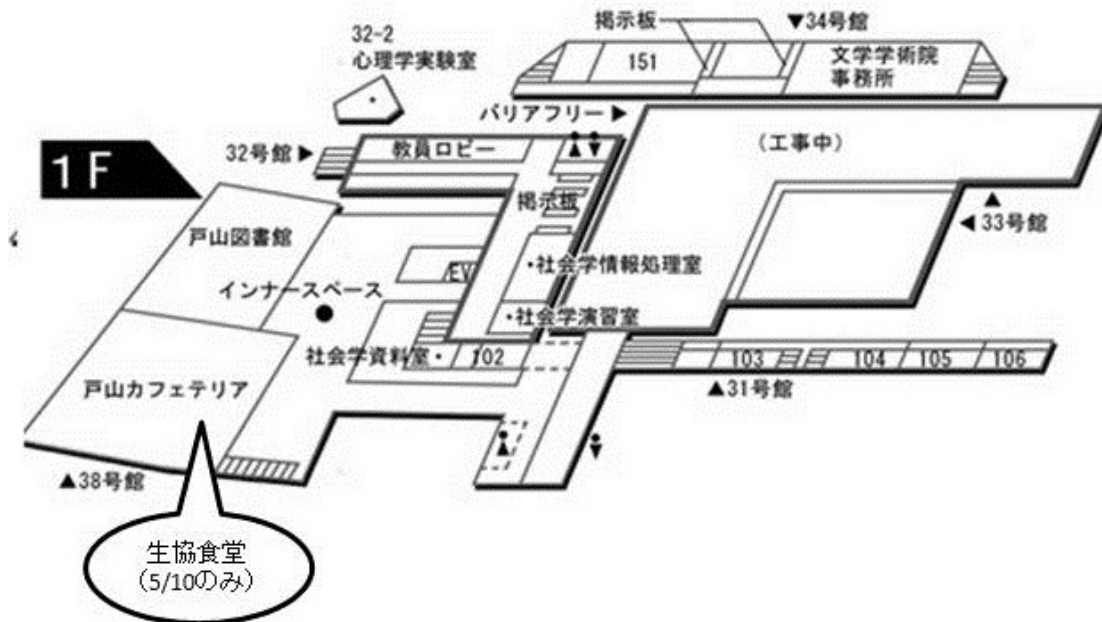 32-2
心理学実験室
掲示板
▼34号館
151
文学学術院
事務所
バリアフリー▶
32号館▶
教員ロビー
(工事中)
1F
掲示板
▲
◀33号館
戸山図書館
EV
・社会学情報処理室
インナースペース
・社会学演習室
社会学資料室・
102
103
104
105
106
戸山カフェテリア
▲31号館
▲38号館
生協食堂
(5/10のみ)